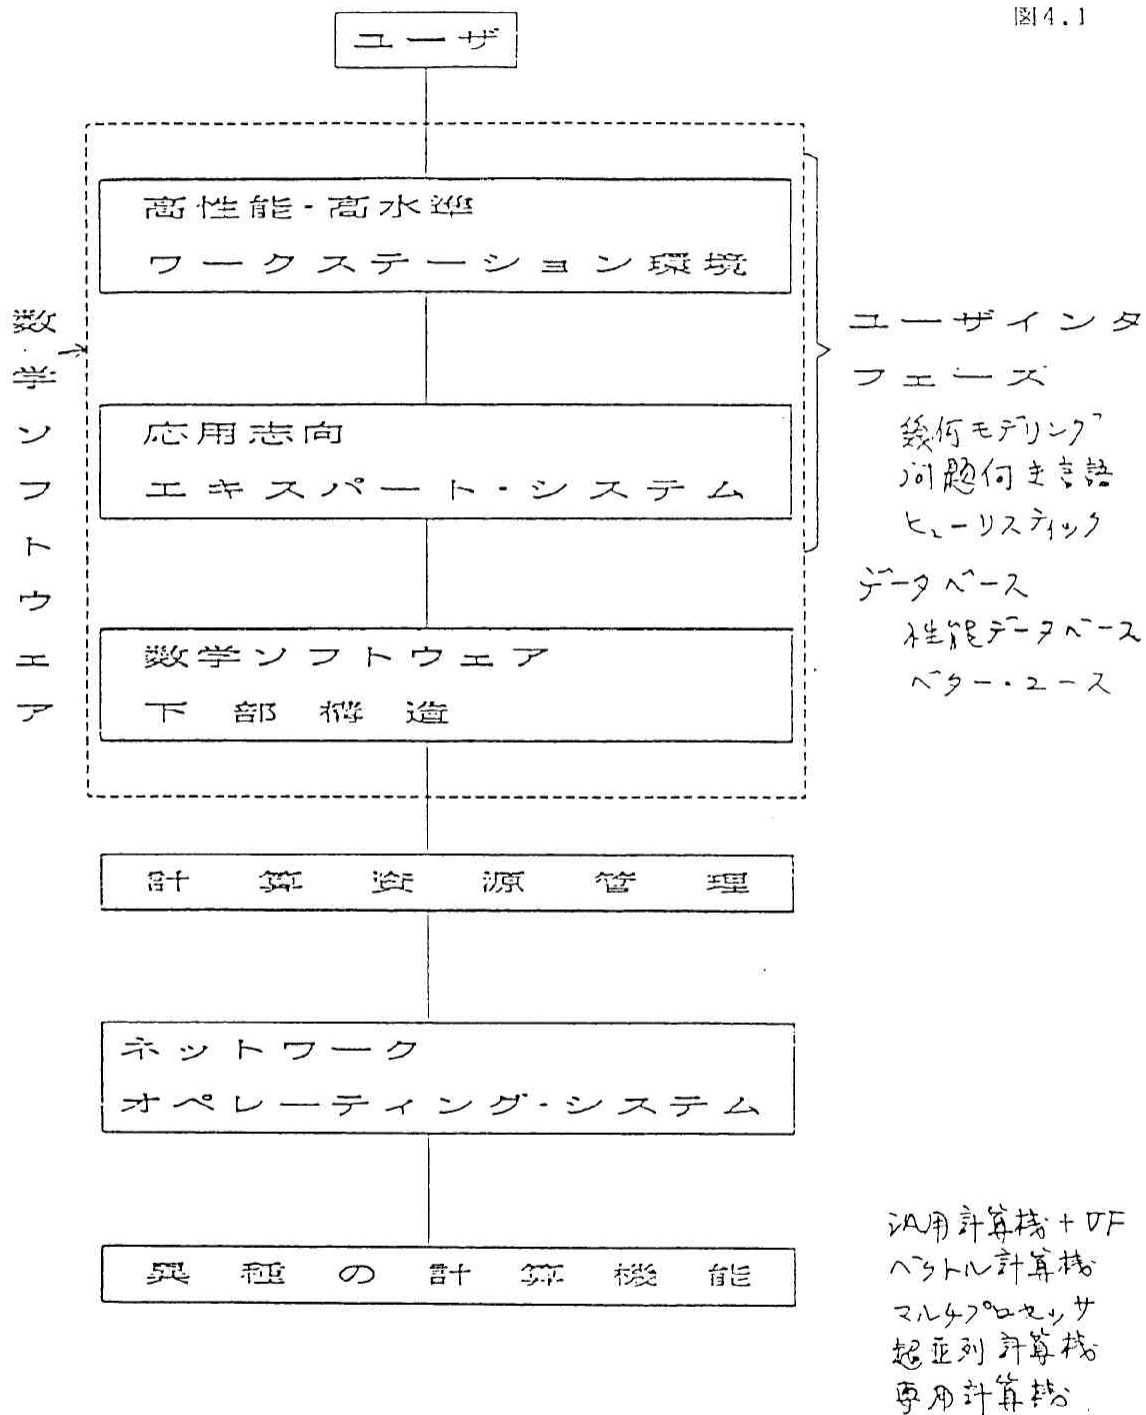 図4.1
ユーザ
高性能・高水準
ワークステーション環境
応用志向
エキスパート・システム
数学ソフトウェア
下部構造
数学ソフトウェア
ユーザインタ
フェース
幾何モデリング
問題向き言語
ヒューリスティック
データベース
性能データベース
ベター・ユース
計算資源管理
ネットワーク
オペレーティング・システム
異種の計算機能
汎用計算機+VF
ベクトル計算機
マルチプロセッサ
超並列計算機
専用計算機